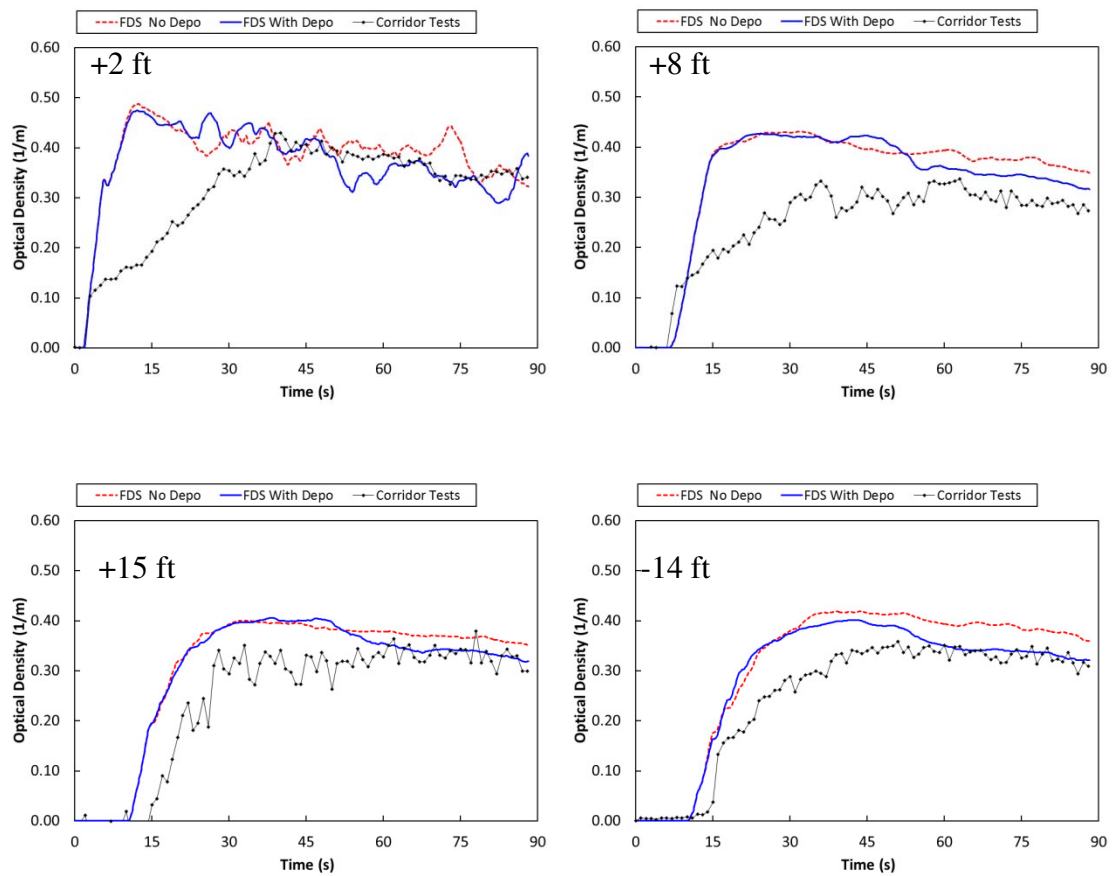 FDS No Depo FDS With Depo Corridor Tests
+2 ft
Optical Density (1/m)
0.60
0.50
0.40
0.30
0.20
0.10
0.00
0 15 30 45 60 75 90
Time (s)
FDS No Depo FDS With Depo Corridor Tests
+8 ft
Optical Density (1/m)
0.60
0.50
0.40
0.30
0.20
0.10
0.00
0 15 30 45 60 75 90
Time (s)
FDS No Depo FDS With Depo Corridor Tests
+15 ft
Optical Density (1/m)
0.60
0.50
0.40
0.30
0.20
0.10
0.00
0 15 30 45 60 75 90
Time (s)
FDS No Depo FDS With Depo Corridor Tests
-14 ft
Optical Density (1/m)
0.60
0.50
0.40
0.30
0.20
0.10
0.00
0 15 30 45 60 75 90
Time (s)